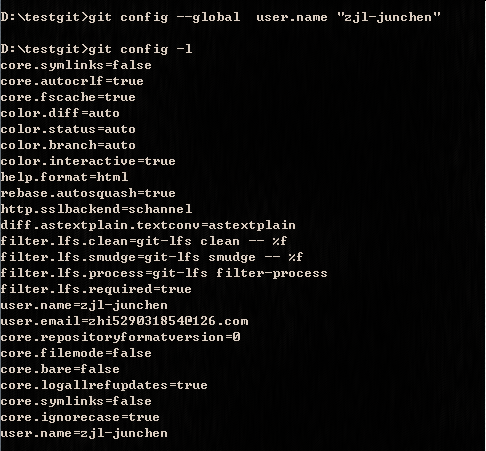 D:\testgit>git config --global  user.name "zjl-junchen"
D:\testgit>git config -l
core.symlinks=false
core.autocrlf=true
core.fscache=true
color.diff=auto
color.status=auto
color.branch=auto
color.interactive=true
help.format=html
rebase.autosquash=true
http.sslbackend=schannel
diff.astextplain.textconv=astextplain
filter.lfs.clean=git-lfs clean -- %f
filter.lfs.smudge=git-lfs smudge -- %f
filter.lfs.process=git-lfs filter-process
filter.lfs.required=true
user.name=zjl-junchen
user.email=zhi529031854@126.com
core.repositoryformatversion=0
core.filemode=false
core.bare=false
core.logallrefupdates=true
core.symlinks=false
core.ignorecase=true
user.name=zjl-junchen